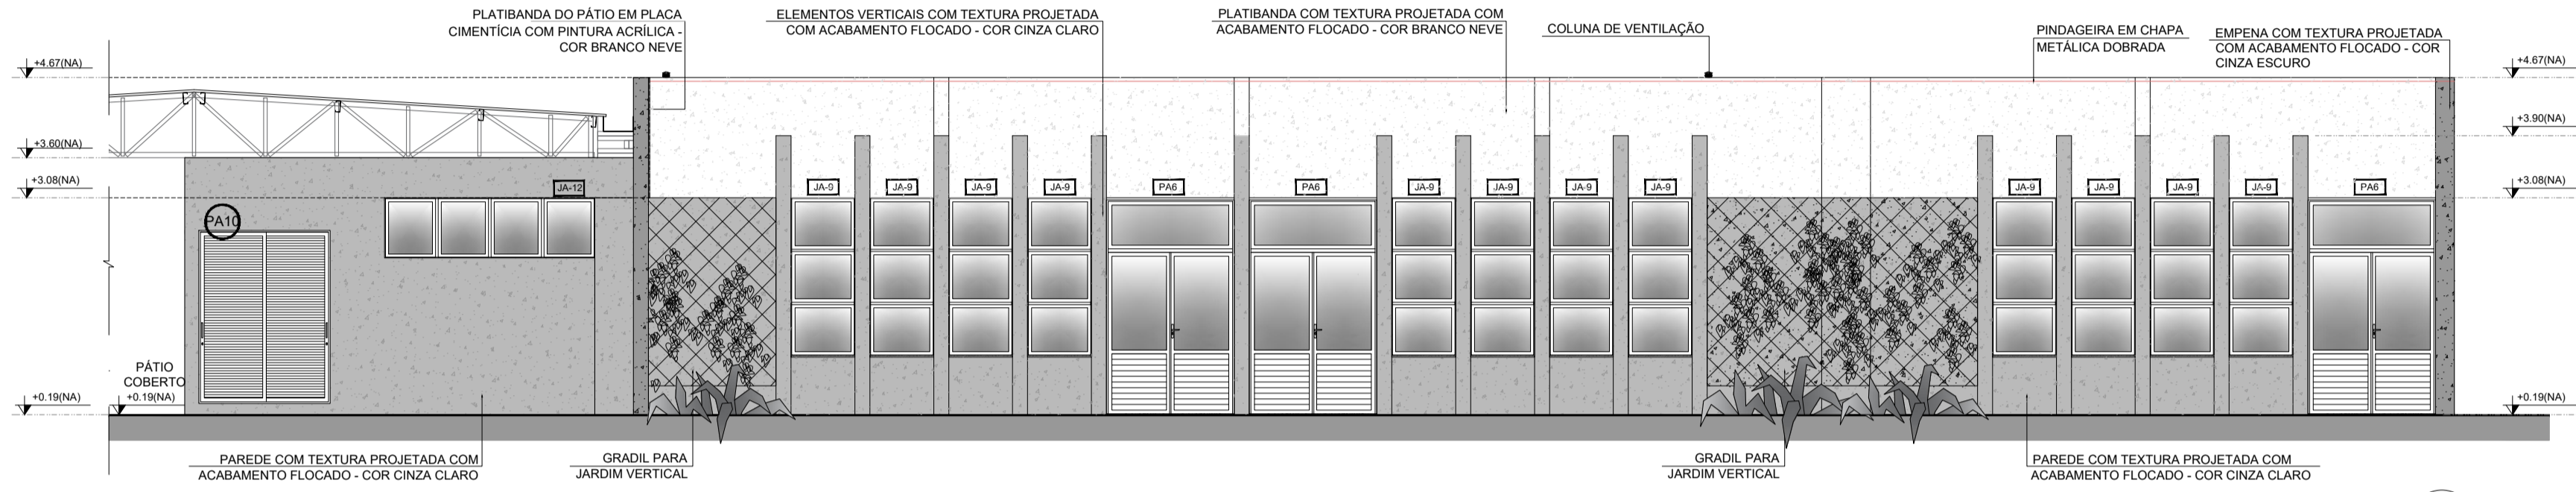 PLATIBANDA DO PÁTIO EM PLACA
CIMENTÍCIA COM PINTURA ACRÍLICA -
COR BRANCO NEVE
ELEMENTOS VERTICAIS COM TEXTURA PROJETADA
COM ACABAMENTO FLOCADO - COR CINZA CLARO
PLATIBANDA COM TEXTURA PROJETADA COM
ACABAMENTO FLOCADO - COR BRANCO NEVE
COLUNA DE VENTILAÇÃO
PINDAGEIRA EM CHAPA
METÁLICA DOBRADA
EMPENA COM TEXTURA PROJETADA
COM ACABAMENTO FLOCADO - COR
CINZA ESCURO
+4.67(NA)
+4.67(NA)
+3.90(NA)
+3.60(NA)
+3.08(NA)
+3.08(NA)
JA-12
JA-9
JA-9
JA-9
JA-9
PA6
PA6
JA-9
JA-9
JA-9
JA-9
JA-9
JA-9
JA-9
JA-9
PA6
PA10
PÁTIO
COBERTO
+0.19(NA)
+0.19(NA)
+0.19(NA)
PAREDE COM TEXTURA PROJETADA COM
ACABAMENTO FLOCADO - COR CINZA CLARO
GRADIL PARA
JARDIM VERTICAL
GRADIL PARA
JARDIM VERTICAL
PAREDE COM TEXTURA PROJETADA COM
ACABAMENTO FLOCADO - COR CINZA CLARO